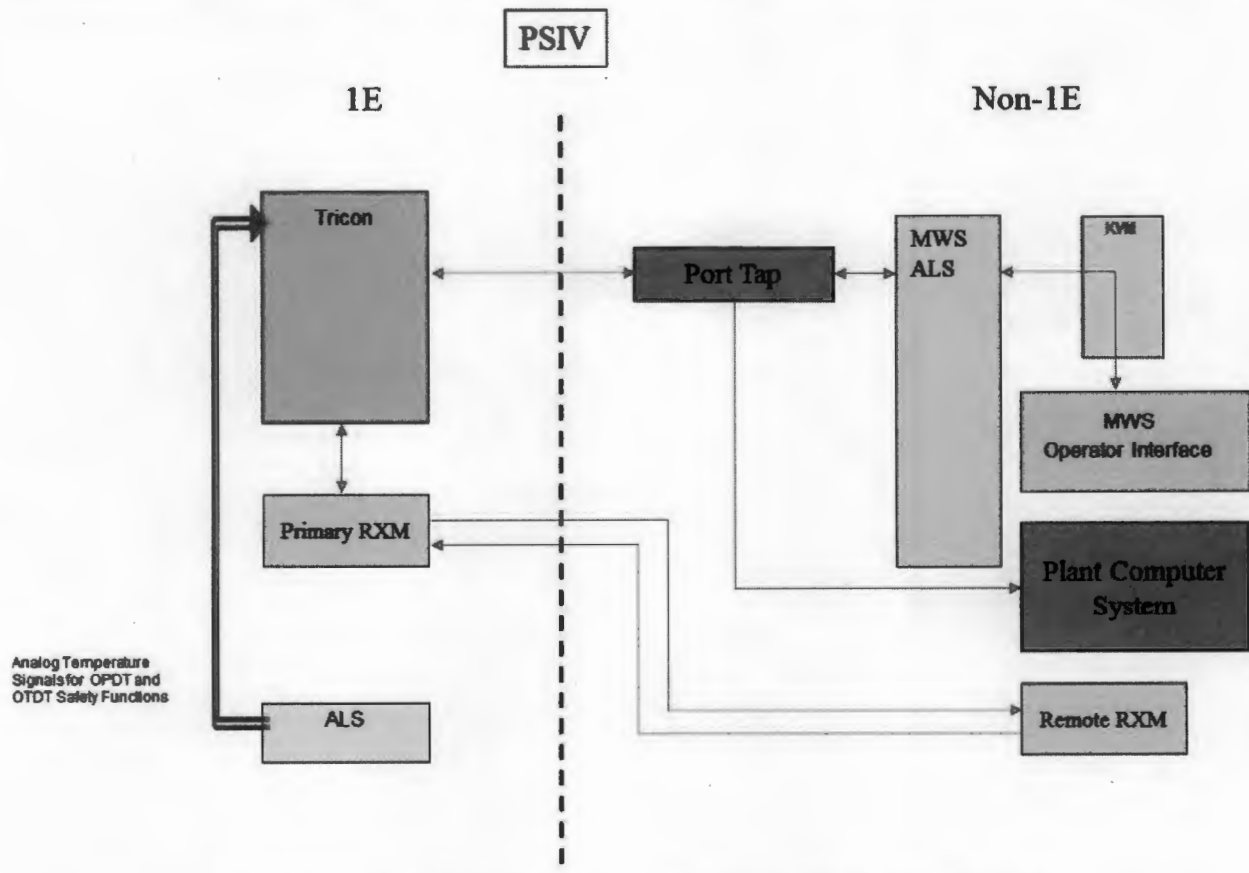 PSIV
1E
Non-1E
Tricon
Port Tap
MWS
ALS
KVM
MWS
Operator Interface
Primary RXM
Plant Computer
System
Analog Temperature
Signals for OPDT and
OTDT Safety Functions
ALS
Remote RXM